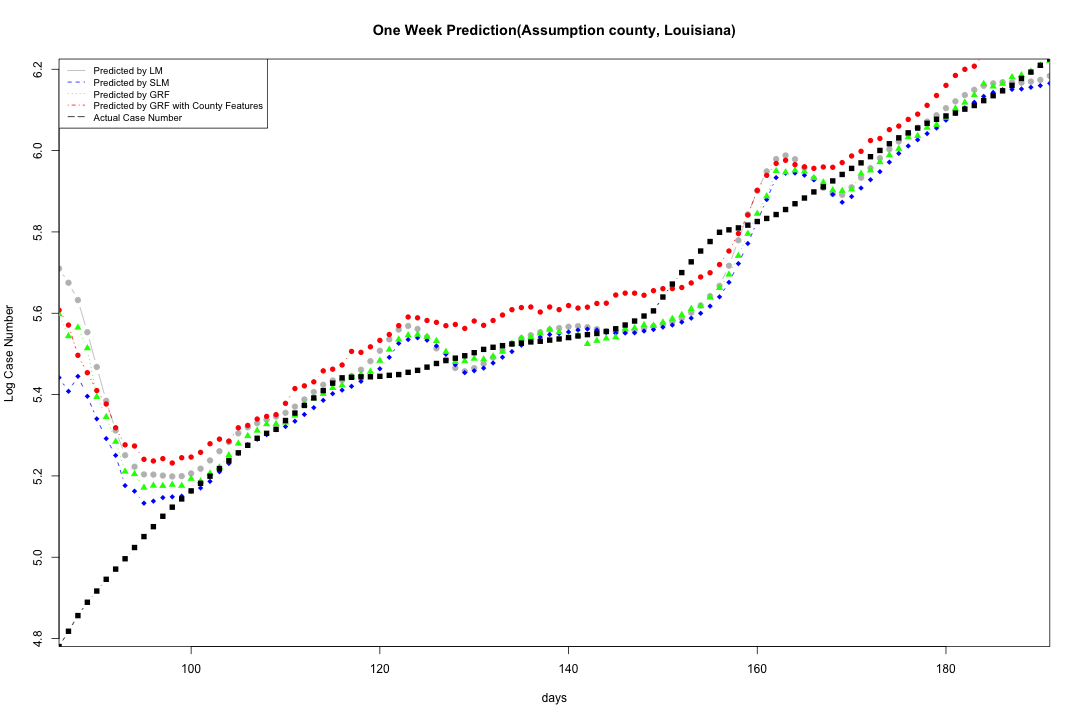 One Week Prediction(Assumption county, Louisiana)
Predicted by LM
Predicted by SLM
Predicted by GRF
Predicted by GRF with County Features
Actual Case Number
6.2
6.0
5.8
5.6
5.4
5.2
5.0
4.8
Log Case Number
100
120
140
160
180
days